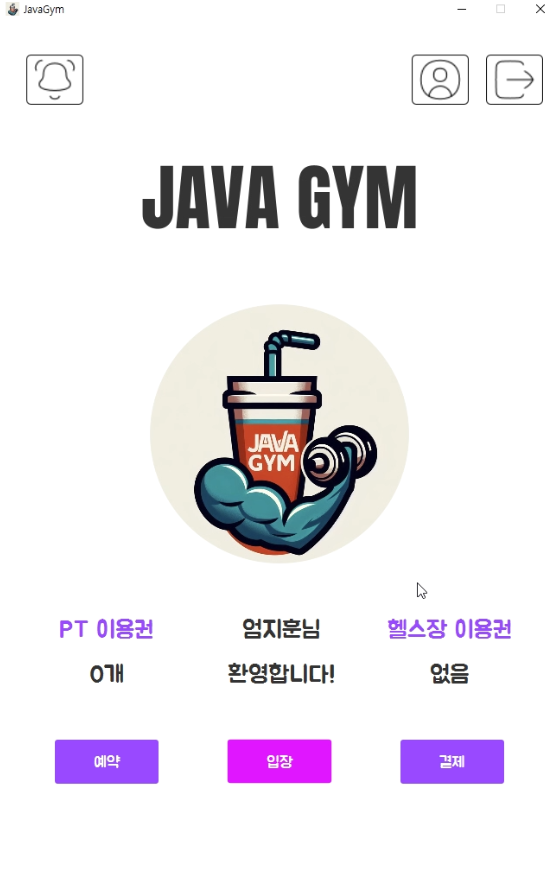 JavaGym
JAVA GYM
JAVA
GYM
PT 이용권
엄지훈님
헬스장 이용권
0개
환영합니다!
없음
예약
입장
결제